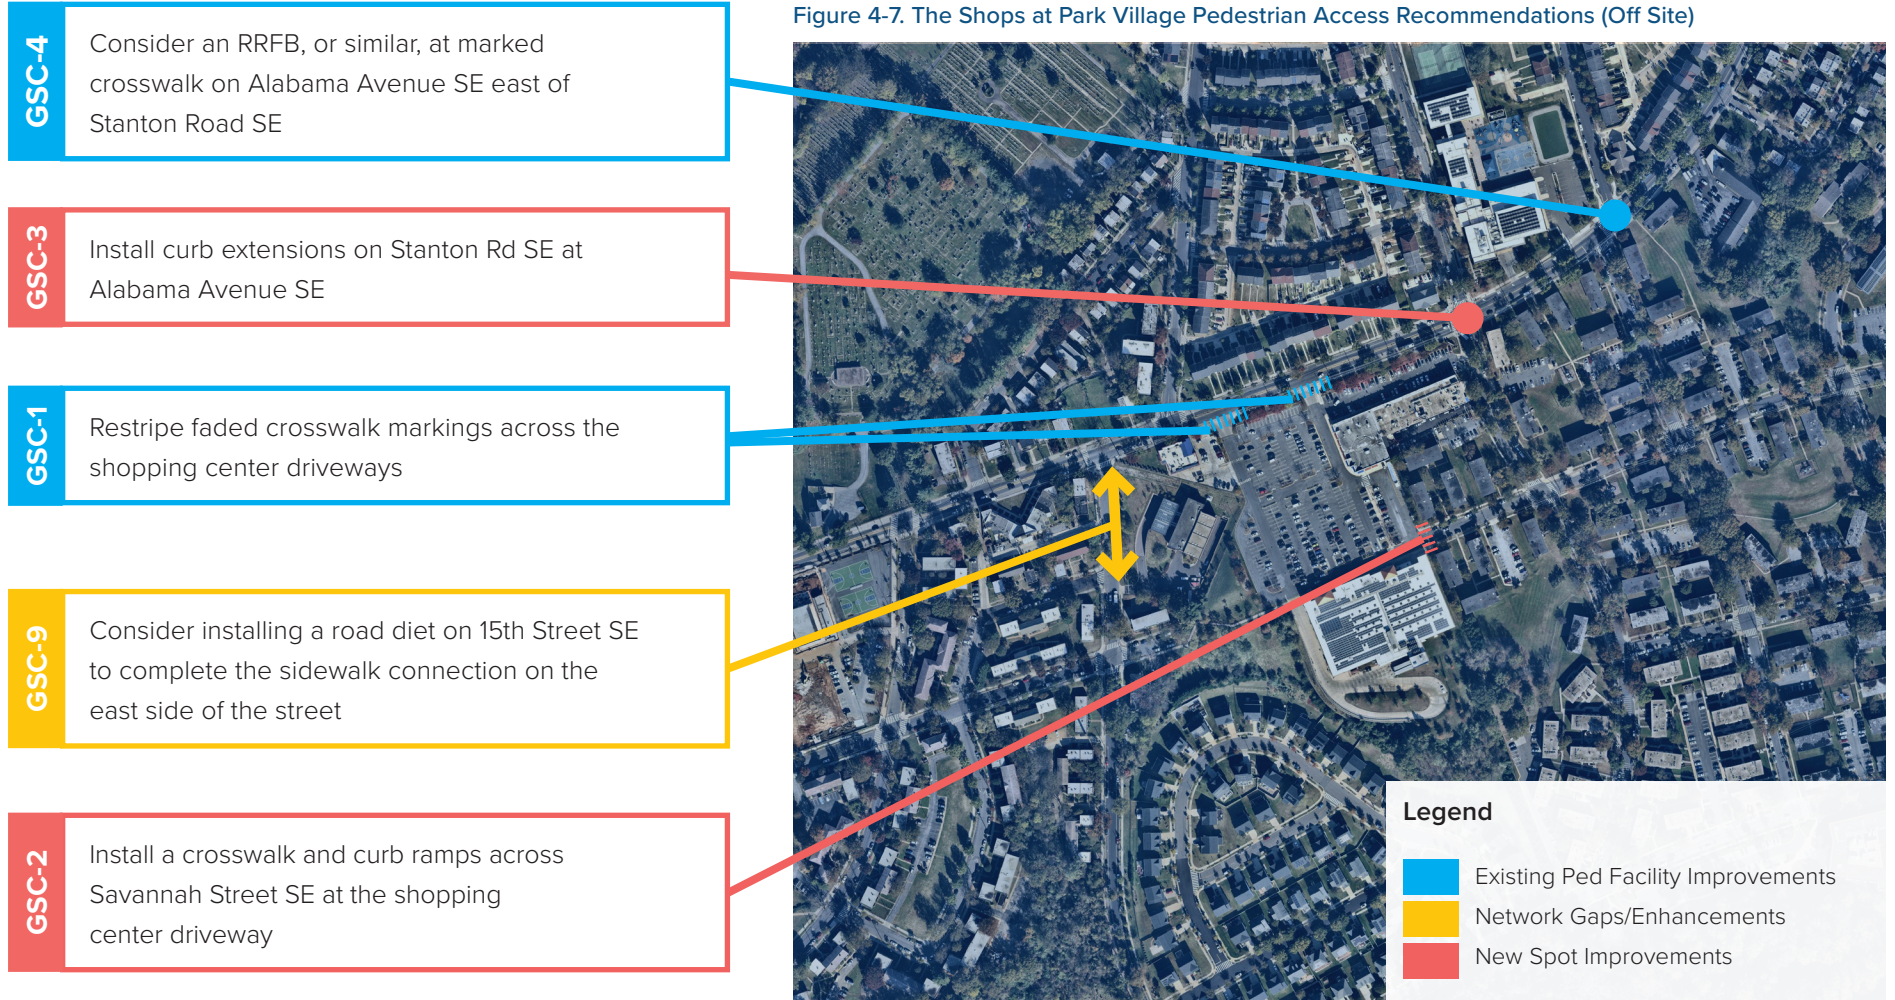 Figure 4-7. The Shops at Park Village Pedestrian Access Recommendations (Off Site)
GSC-4
Consider an RRFB, or similar, at marked
crosswalk on Alabama Avenue SE east of
Stanton Road SE
GSC-3
Install curb extensions on Stanton Rd SE at
Alabama Avenue SE
GSC-1
Restripe faded crosswalk markings across the
shopping center driveways
GSC-9
Consider installing a road diet on 15th Street SE
to complete the sidewalk connection on the
east side of the street
GSC-2
Install a crosswalk and curb ramps across
Savannah Street SE at the shopping
center driveway
Legend
Existing Ped Facility Improvements
Network Gaps/Enhancements
New Spot Improvements